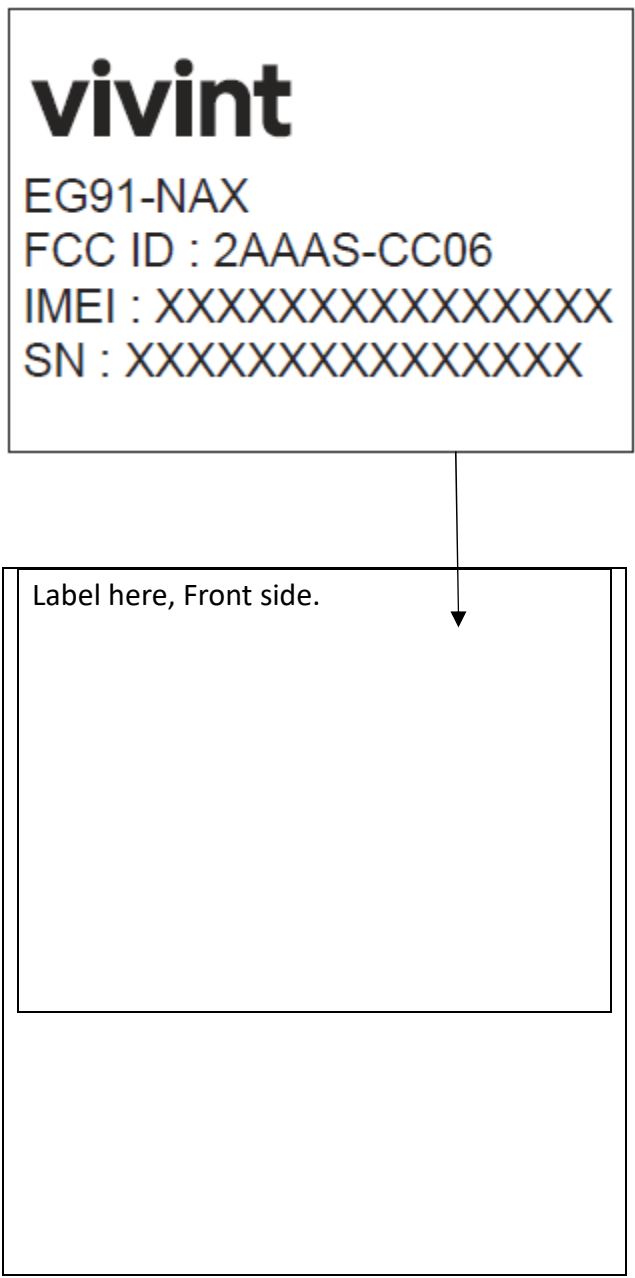 vivint
EG91-NAX
FCC ID : 2AAAS-CC06
IMEI : XXXXXXXXXXXXXXX
SN : XXXXXXXXXXXXXXX
Label here, Front side.